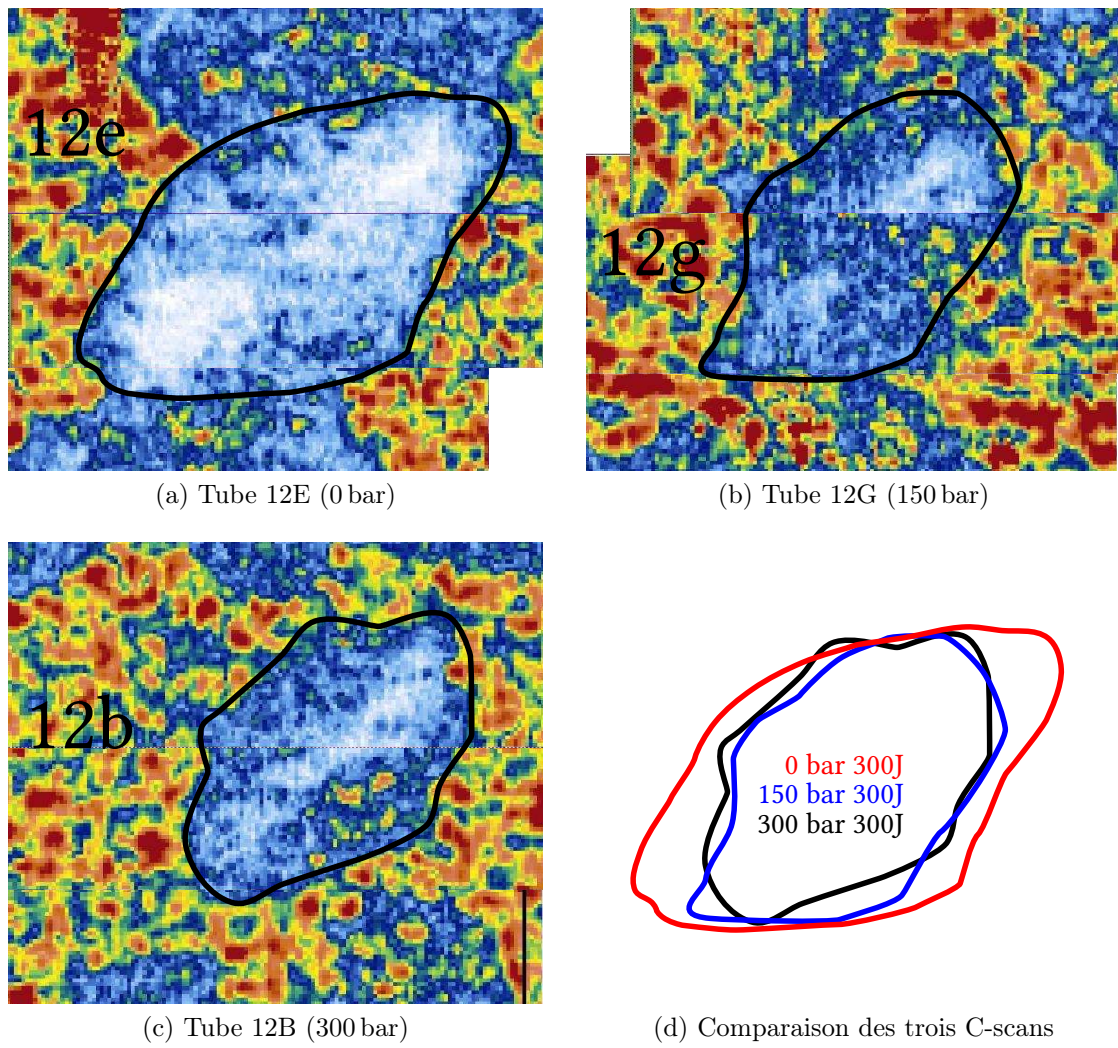 12e
12g
(a) Tube 12E (0 bar)
(b) Tube 12G (150 bar)
12b
0 bar 300J
150 bar 300J
300 bar 300J
(c) Tube 12B (300 bar)
(d) Comparaison des trois C-scans